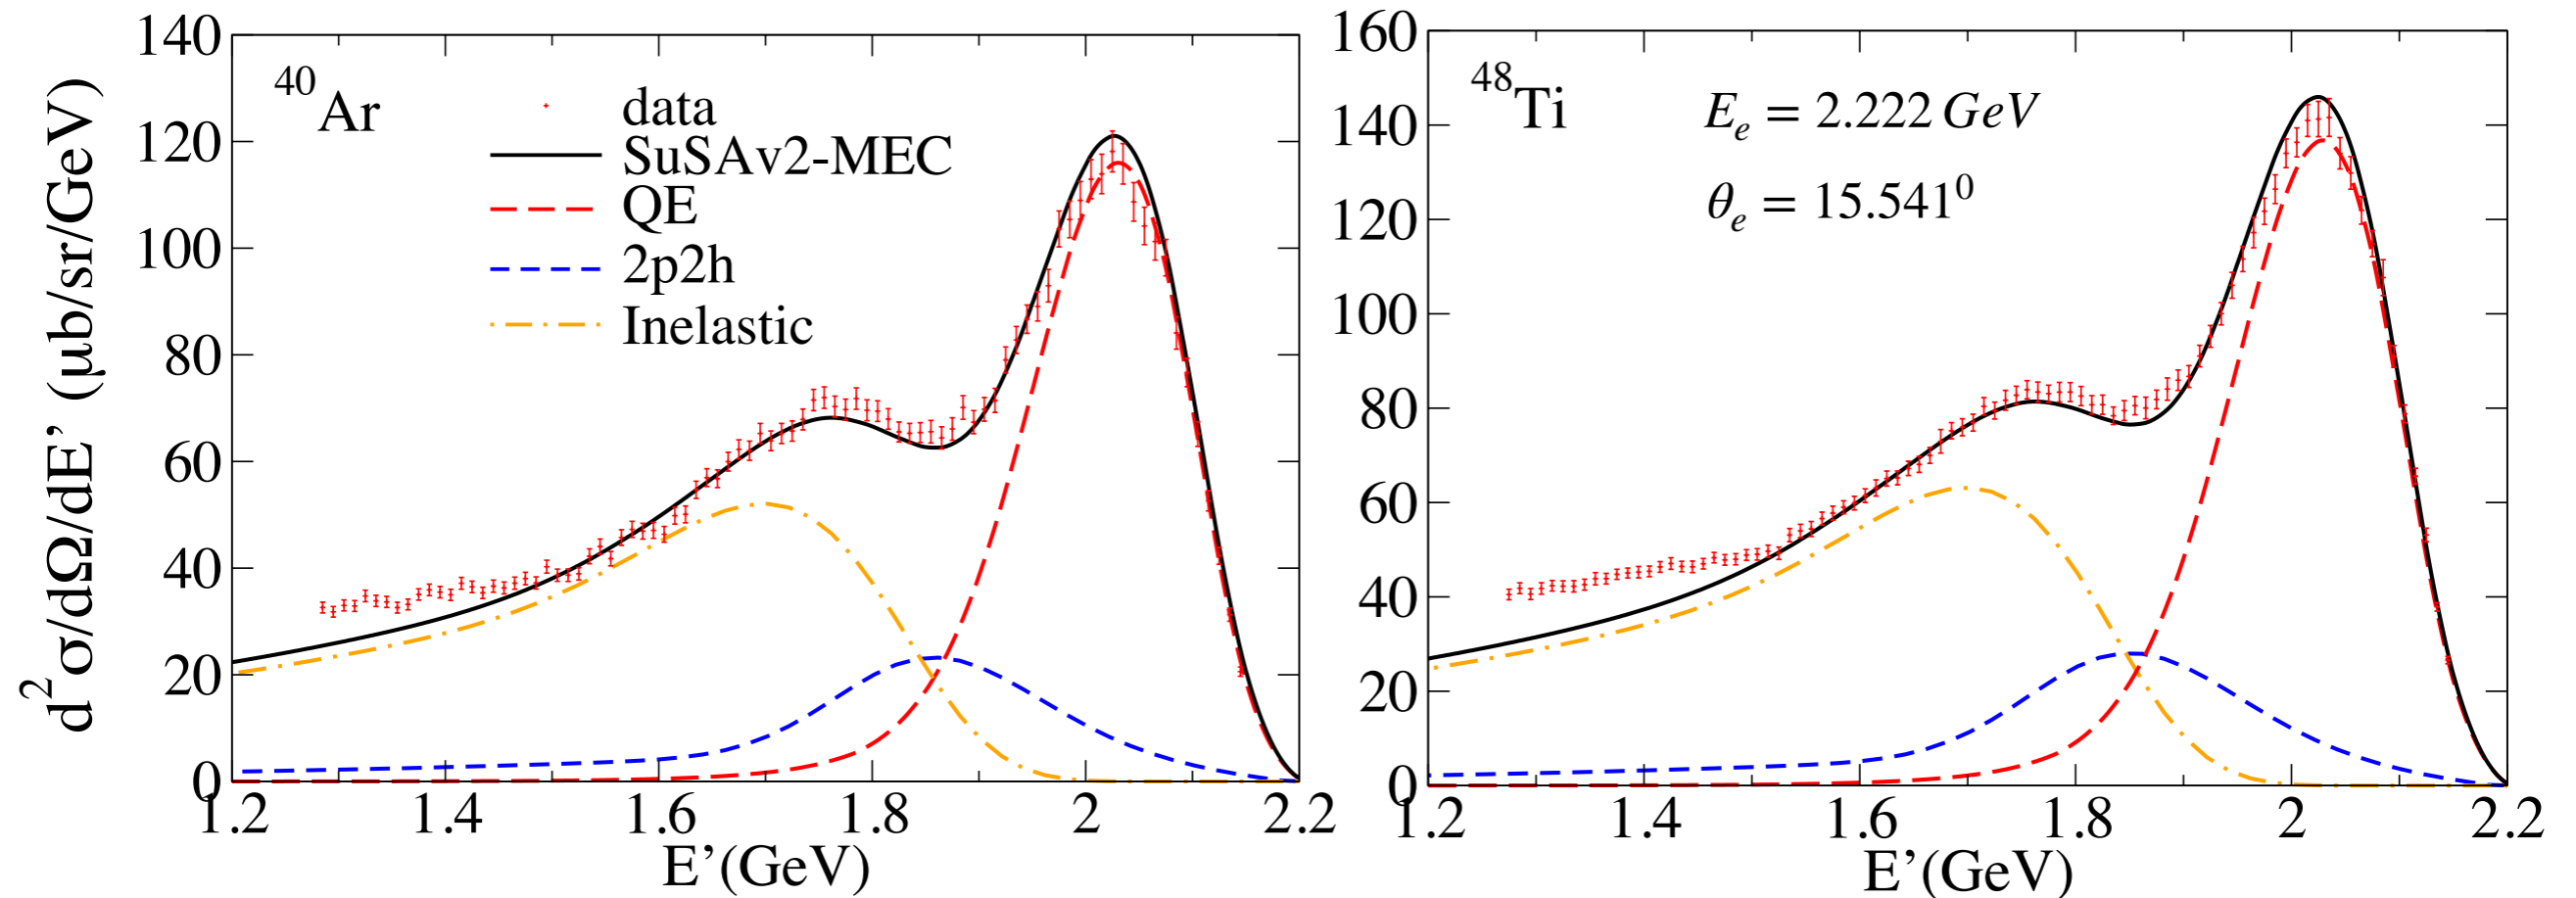 d²σ/dΩ/dE’ (μb/sr/GeV)
140
120
100
80
60
40
20
0
⁴⁰Ar
data
SuSAv2-MEC
QE
2p2h
Inelastic
1.2 1.4 1.6 1.8 2 2.2
E’(GeV)
160
140
120
100
80
60
40
20
0
⁴⁸Ti
Eₑ = 2.222 GeV
θₑ = 15.541⁰
1.2 1.4 1.6 1.8 2 2.2
E’(GeV)